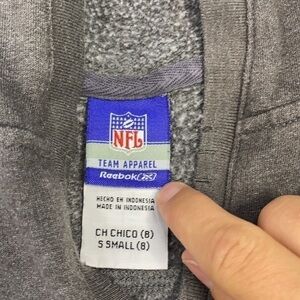 NFL
TEAM APPAREL
Reebok
HECHO EN INDONESIA
MADE IN INDONESIA
CH CHICO (8)
S SMALL (8)